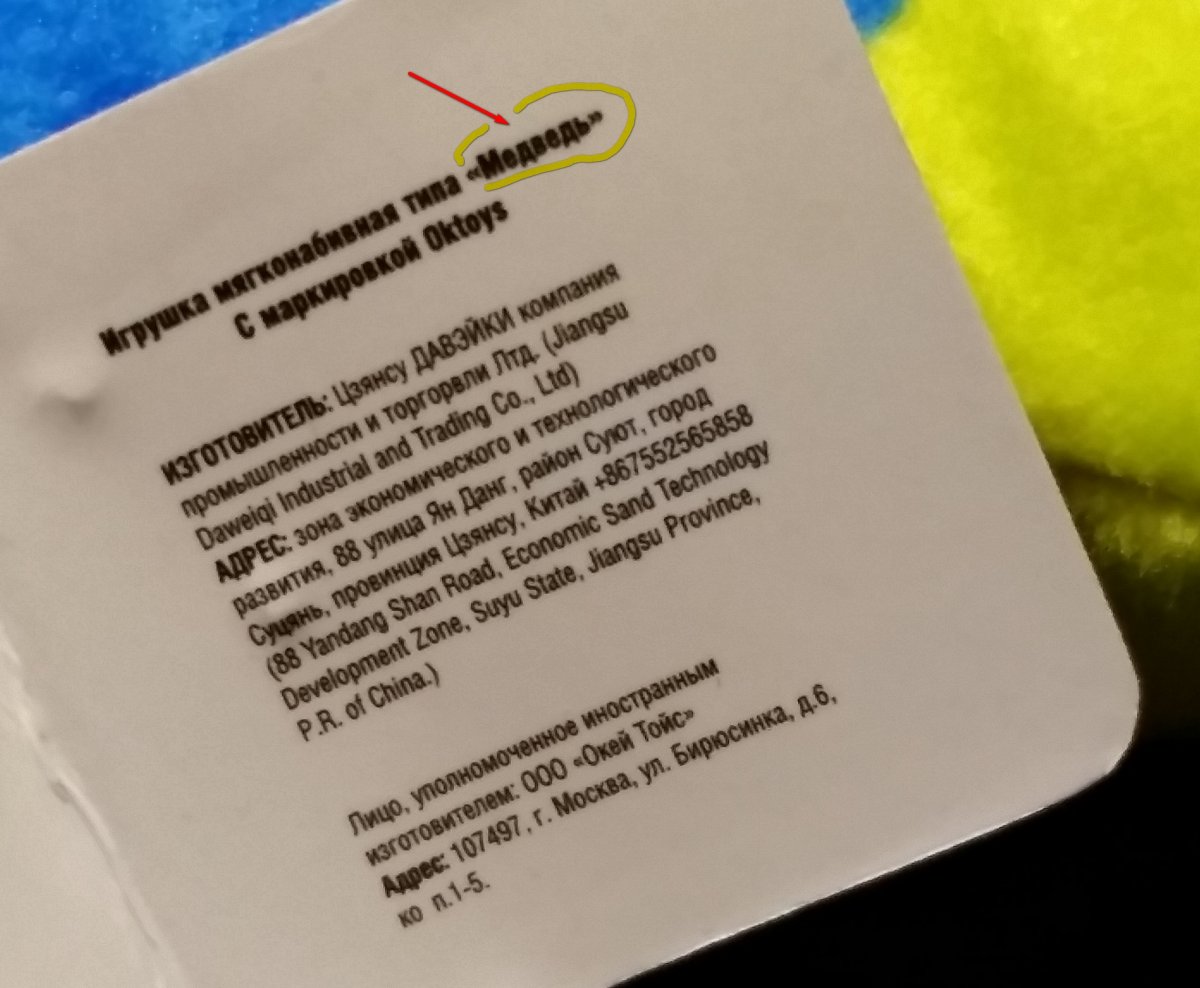 Игрушка мягконабивная типа «Медведь»
С маркировкой Oktoys
ИЗГОТОВИТЕЛЬ: Цзянсу ДАВЭЙКИ компания
промышленности и торгорвли Лтд. (Jiangsu
Daweiqi Industrial and Trading Co., Ltd)
АДРЕС: зона экономического и технологического
развития, 88 улица Ян Данг, район Суют, город
Суцянь, провинция Цзянсу, Китай +867552565858
(88 Yandang Shan Road, Economic Sand Technology
Development Zone, Suyu State, Jiangsu Province,
P.R. of China.)
Лицо, уполномоченное иностранным
изготовителем: ООО «Окей Тойс»
Адрес: 107497, г. Москва, ул. Бирюсинка, д.6,
ко п.1-5.